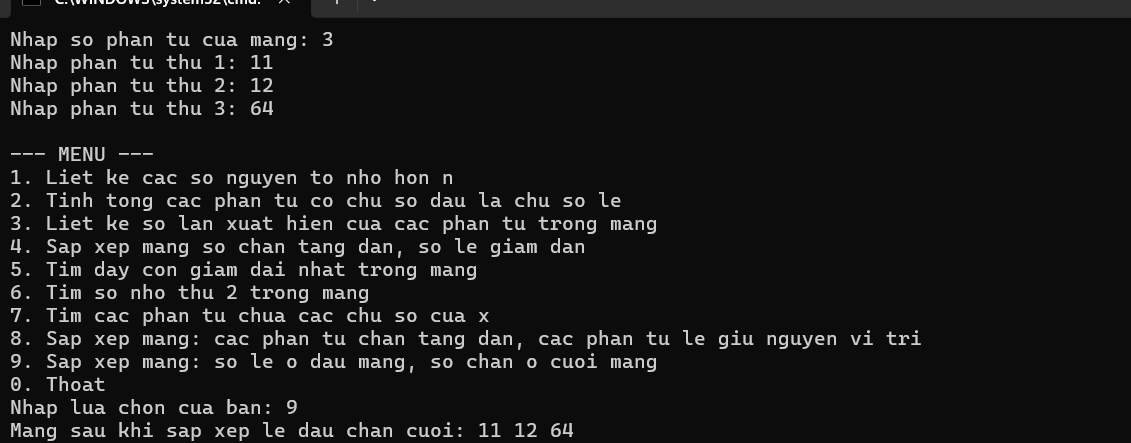 C:\WINDOWS\system32\cmd.
Nhap so phan tu cua mang: 3
Nhap phan tu thu 1: 11
Nhap phan tu thu 2: 12
Nhap phan tu thu 3: 64
--- MENU ---
1. Liet ke cac so nguyen to nho hon n
2. Tinh tong cac phan tu co chu so dau la chu so le
3. Liet ke so lan xuat hien cua cac phan tu trong mang
4. Sap xep mang so chan tang dan, so le giam dan
5. Tim day con giam dai nhat trong mang
6. Tim so nho thu 2 trong mang
7. Tim cac phan tu chua cac chu so cua x
8. Sap xep mang: cac phan tu chan tang dan, cac phan tu le giu nguyen vi tri
9. Sap xep mang: so le o dau mang, so chan o cuoi mang
0. Thoat
Nhap lua chon cua ban: 9
Mang sau khi sap xep le dau chan cuoi: 11 12 64